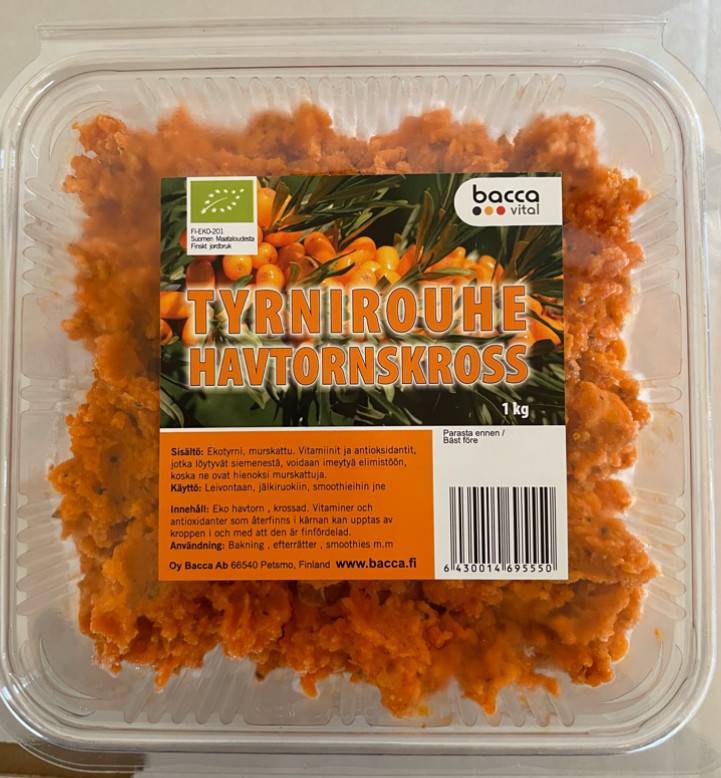 FI-EKO-201
Suomen Maataloudesta
Finskt jordbruk
bacca
vital
TYRNIROUHE
HAVTORNSKROSS
1 kg
Sisältö: Ekotyrni, murskattu. Vitamiinit ja antioksidantit,
jotka löytyvät siemenestä, voidaan imeytyä elimistöön,
koska ne ovat hienoksi murskattuja.
Käyttö: Leivontaan, jälkiruokiin, smoothieihin jne
Innehåll: Eko havtorn , krossad. Vitaminer och
antioxidanter som återfinns i kärnan kan upptas av
kroppen i och med att den är finfördelad.
Användning: Bakning , efterrätter , smoothies m.m
Oy Bacca Ab 66540 Petsmo, Finland www.bacca.fi
Parasta ennen /
Bäst före
6 430014 695550